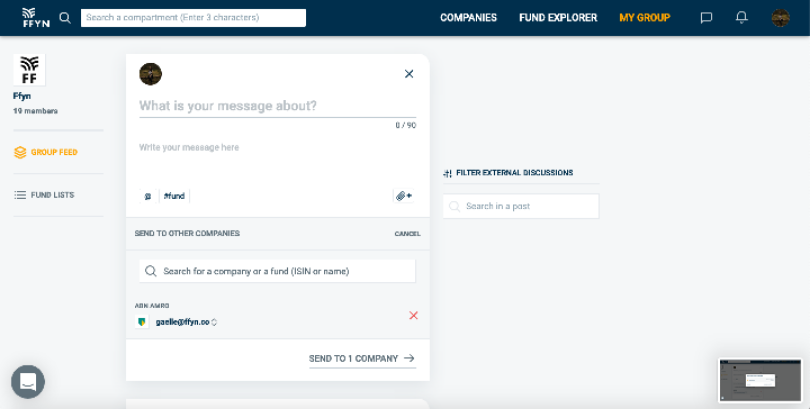 FFYN
Search a compartment (Enter 3 characters)
COMPANIES
FUND EXPLORER
MY GROUP
FF
Ffyn
19 members
GROUP FEED
FUND LISTS
What is your message about?
0 / 90
Write your message here
@
#fund
+
SEND TO OTHER COMPANIES
CANCEL
Search for a company or a fund (ISIN or name)
ABN AMRO
gaelle@ffyn.co
SEND TO 1 COMPANY
FILTER EXTERNAL DISCUSSIONS
Search in a post